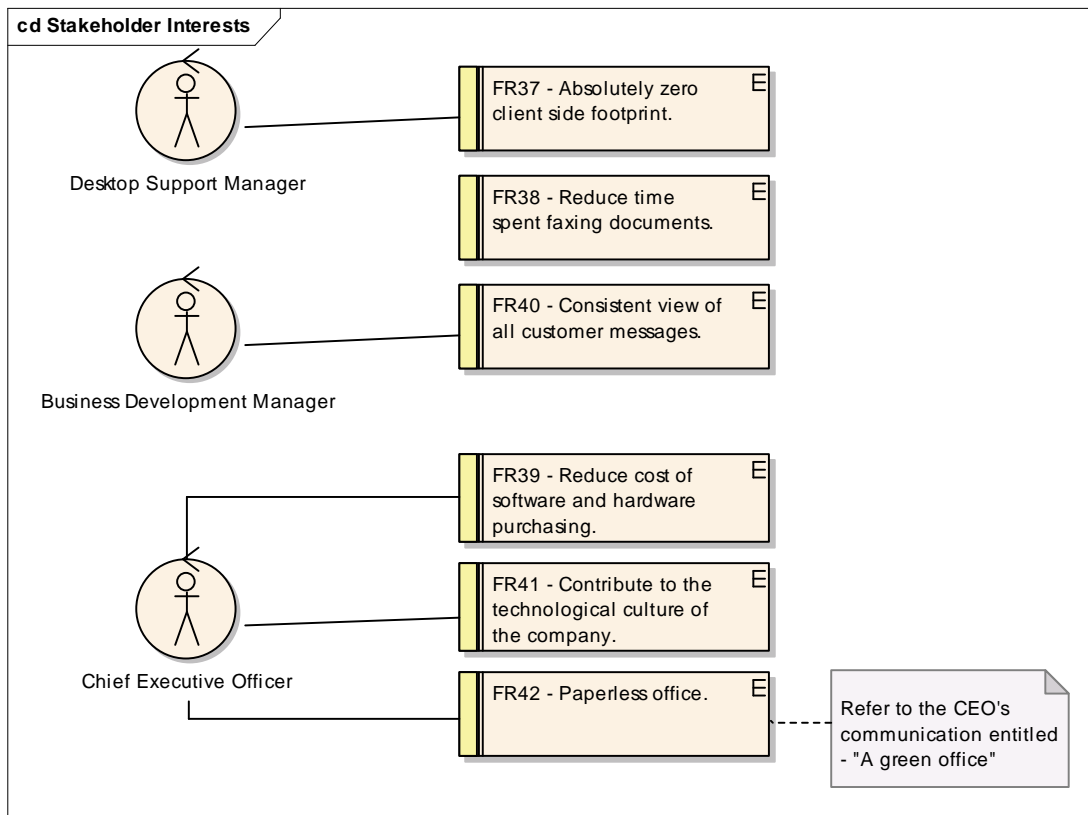 cd Stakeholder Interests
FR37 - Absolutely zero
client side footprint.
E
Desktop Support Manager
FR38 - Reduce time
spent faxing documents.
E
FR40 - Consistent view of
all customer messages.
E
Business Development Manager
FR39 - Reduce cost of
software and hardware
purchasing.
E
FR41 - Contribute to the
technological culture of
the company.
E
Chief Executive Officer
FR42 - Paperless office.
E
Refer to the CEO's
communication entitled
- "A green office"